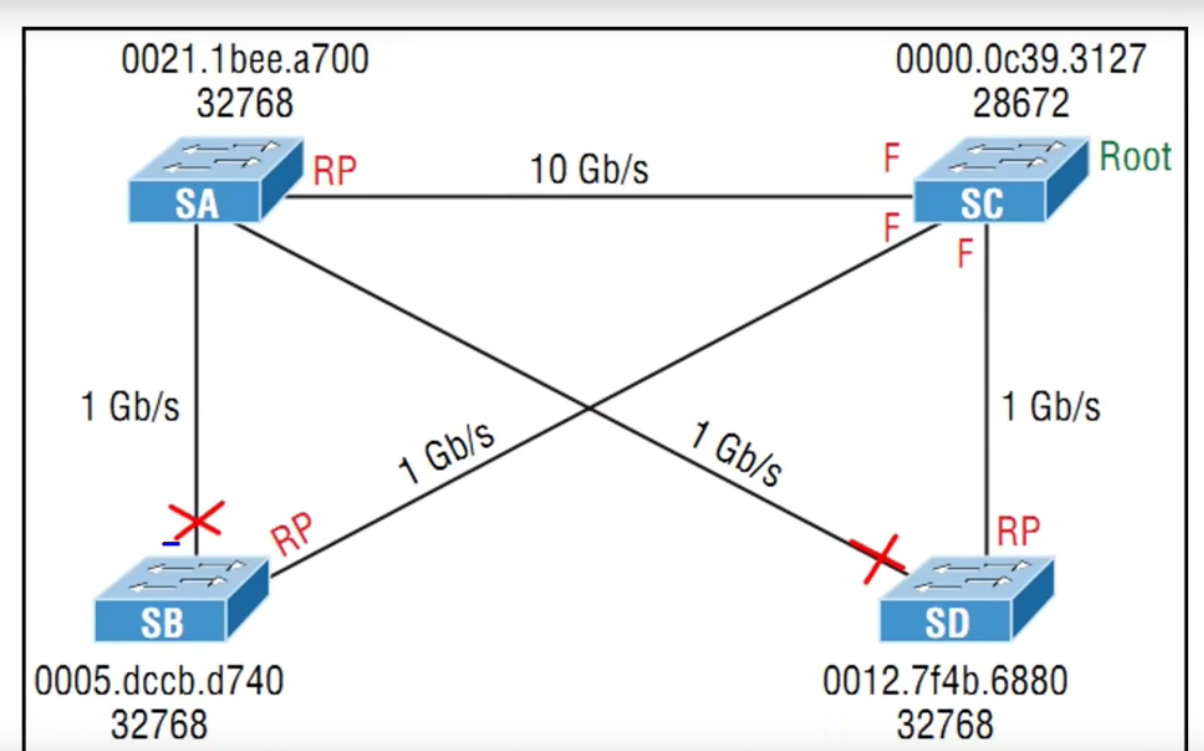 0021.1bee.a700
32768
0000.0c39.3127
28672
RP
10 Gb/s
F
Root
SA
SC
F
F
1 Gb/s
1 Gb/s
1 Gb/s
1 Gb/s
RP
RP
SB
SD
0005.dccb.d740
32768
0012.7f4b.6880
32768